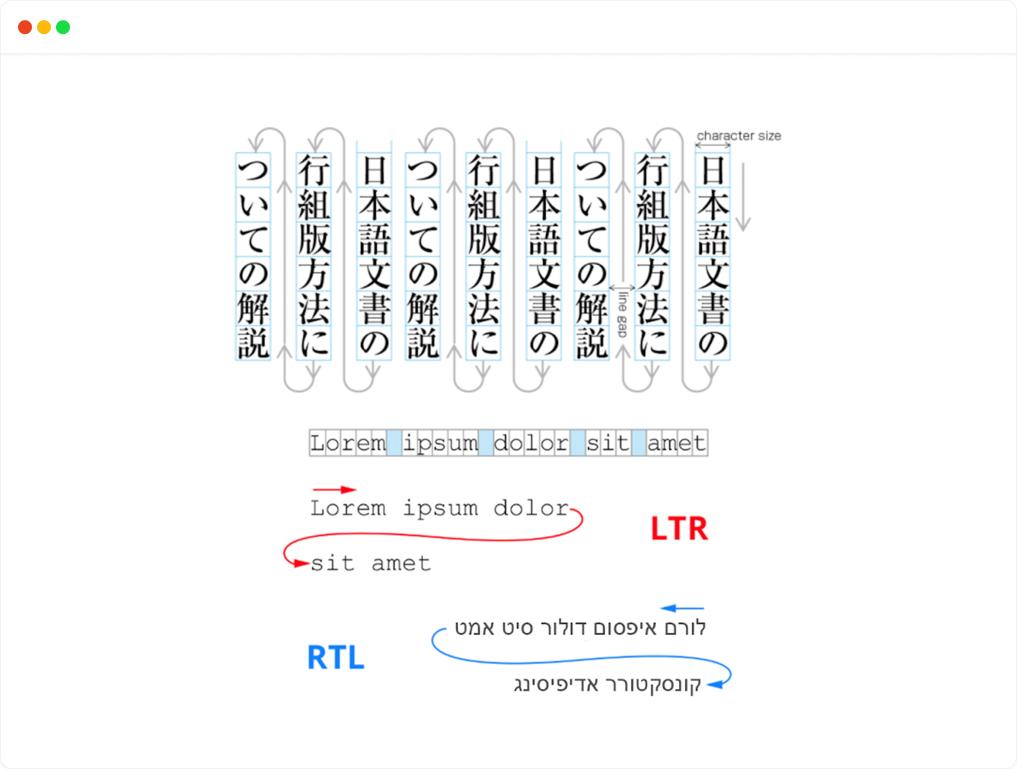 character size
日本語文書の
行組版方法に
line gap
ついての解説
日本語文書の
行組版方法に
ついての解説
日本語文書の
行組版方法に
ついての解説
Lorem ipsum dolor sit amet
Lorem ipsum dolor
LTR
sit amet
לורם איפסום דולור סיט אמט
RTL
קונסקטורר אדיפיסינג